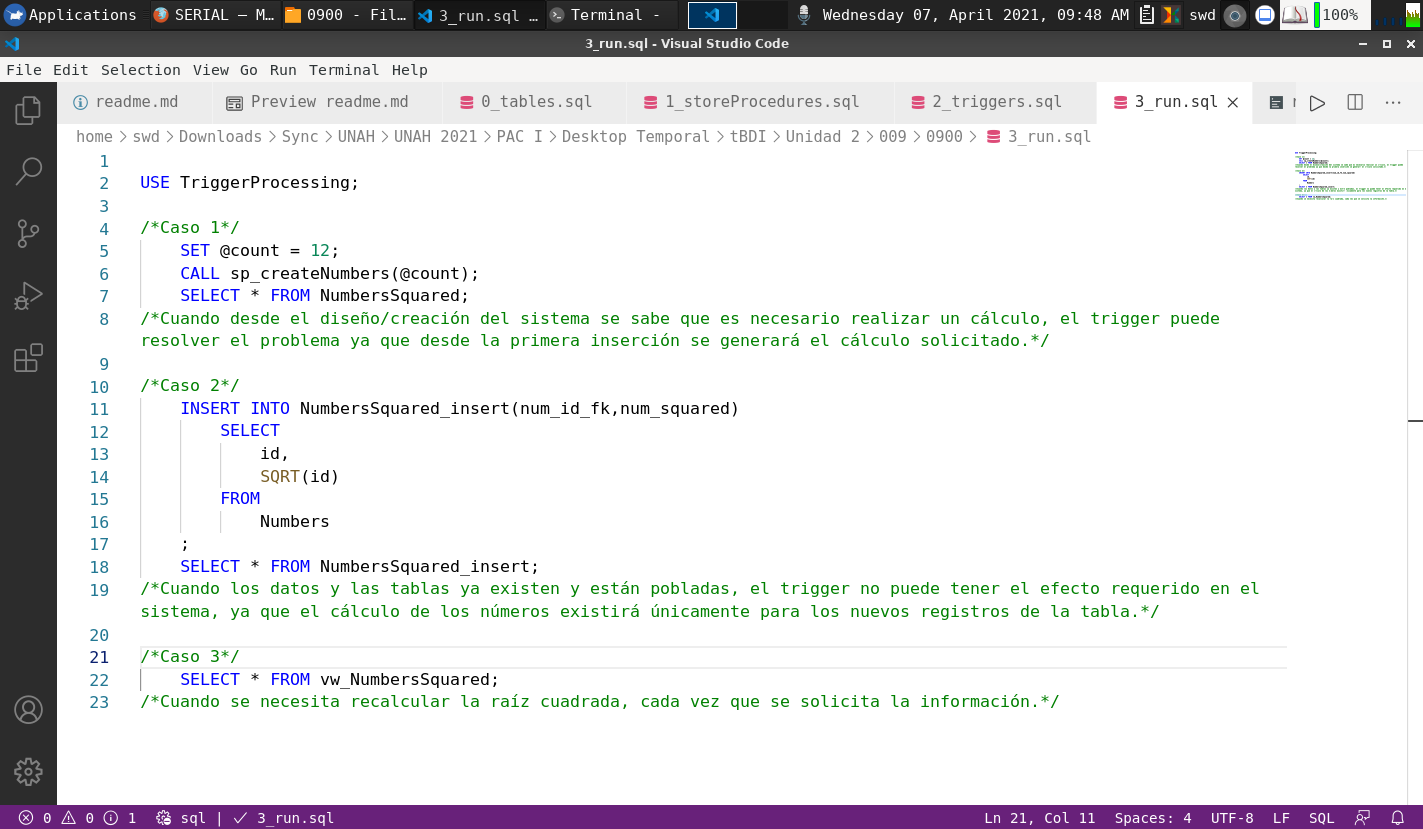 Applications SERIAL — M... 0900 - Fil... 3_run.sql ... Terminal - Wednesday 07, April 2021, 09:48 AM swd 100%
3_run.sql - Visual Studio Code
File Edit Selection View Go Run Terminal Help
readme.md Preview readme.md 0_tables.sql 1_storeProcedures.sql 2_triggers.sql 3_run.sql
home > swd > Downloads > Sync > UNAH > UNAH 2021 > PAC I > Desktop Temporal > tBDI > Unidad 2 > 009 > 0900 > 3_run.sql
1
2 USE TriggerProcessing;
3
4 /*Caso 1*/
5 SET @count = 12;
6 CALL sp_createNumbers(@count);
7 SELECT * FROM NumbersSquared;
8 /*Cuando desde el diseño/creación del sistema se sabe que es necesario realizar un cálculo, el trigger puede
resolver el problema ya que desde la primera inserción se generará el cálculo solicitado.*/
9
10 /*Caso 2*/
11 INSERT INTO NumbersSquared_insert(num_id_fk,num_squared)
12 SELECT
13 id,
14 SQRT(id)
15 FROM
16 Numbers
17 ;
18 SELECT * FROM NumbersSquared_insert;
19 /*Cuando los datos y las tablas ya existen y están pobladas, el trigger no puede tener el efecto requerido en el
sistema, ya que el cálculo de los números existirá únicamente para los nuevos registros de la tabla.*/
20
21 /*Caso 3*/
22 SELECT * FROM vw_NumbersSquared;
23 /*Cuando se necesita recalcular la raíz cuadrada, cada vez que se solicita la información.*/
0 0 1 sql | 3_run.sql Ln 21, Col 11 Spaces: 4 UTF-8 LF SQL